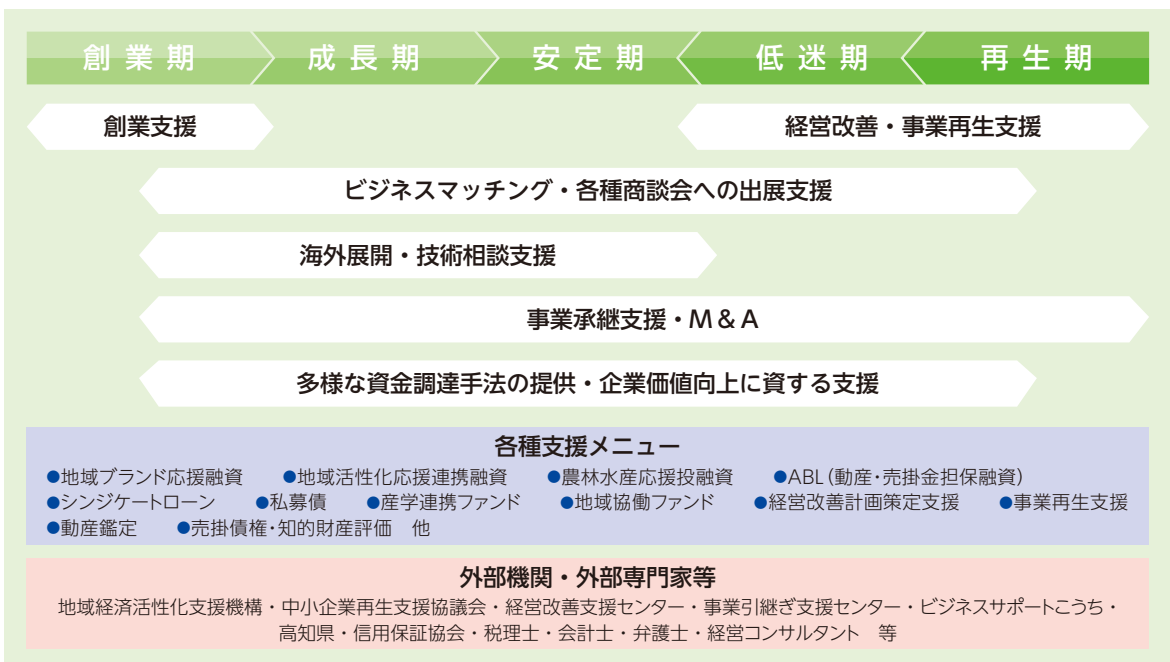 創業期 成長期 安定期 低迷期 再生期
創業支援 経営改善・事業再生支援
ビジネスマッチング・各種商談会への出展支援
海外展開・技術相談支援
事業承継支援・M＆A
多様な資金調達手法の提供・企業価値向上に資する支援
各種支援メニュー
●地域ブランド応援融資 ●地域活性化応援連携融資 ●農林水産応援投融資 ●ABL（動産・売掛金担保融資）
●シンジケートローン ●私募債 ●産学連携ファンド ●地域協働ファンド ●経営改善計画策定支援 ●事業再生支援
●動産鑑定 ●売掛債権・知的財産評価 他
外部機関・外部専門家等
地域経済活性化支援機構・中小企業再生支援協議会・経営改善支援センター・事業引継ぎ支援センター・ビジネスサポートこうち・
高知県・信用保証協会・税理士・会計士・弁護士・経営コンサルタント 等